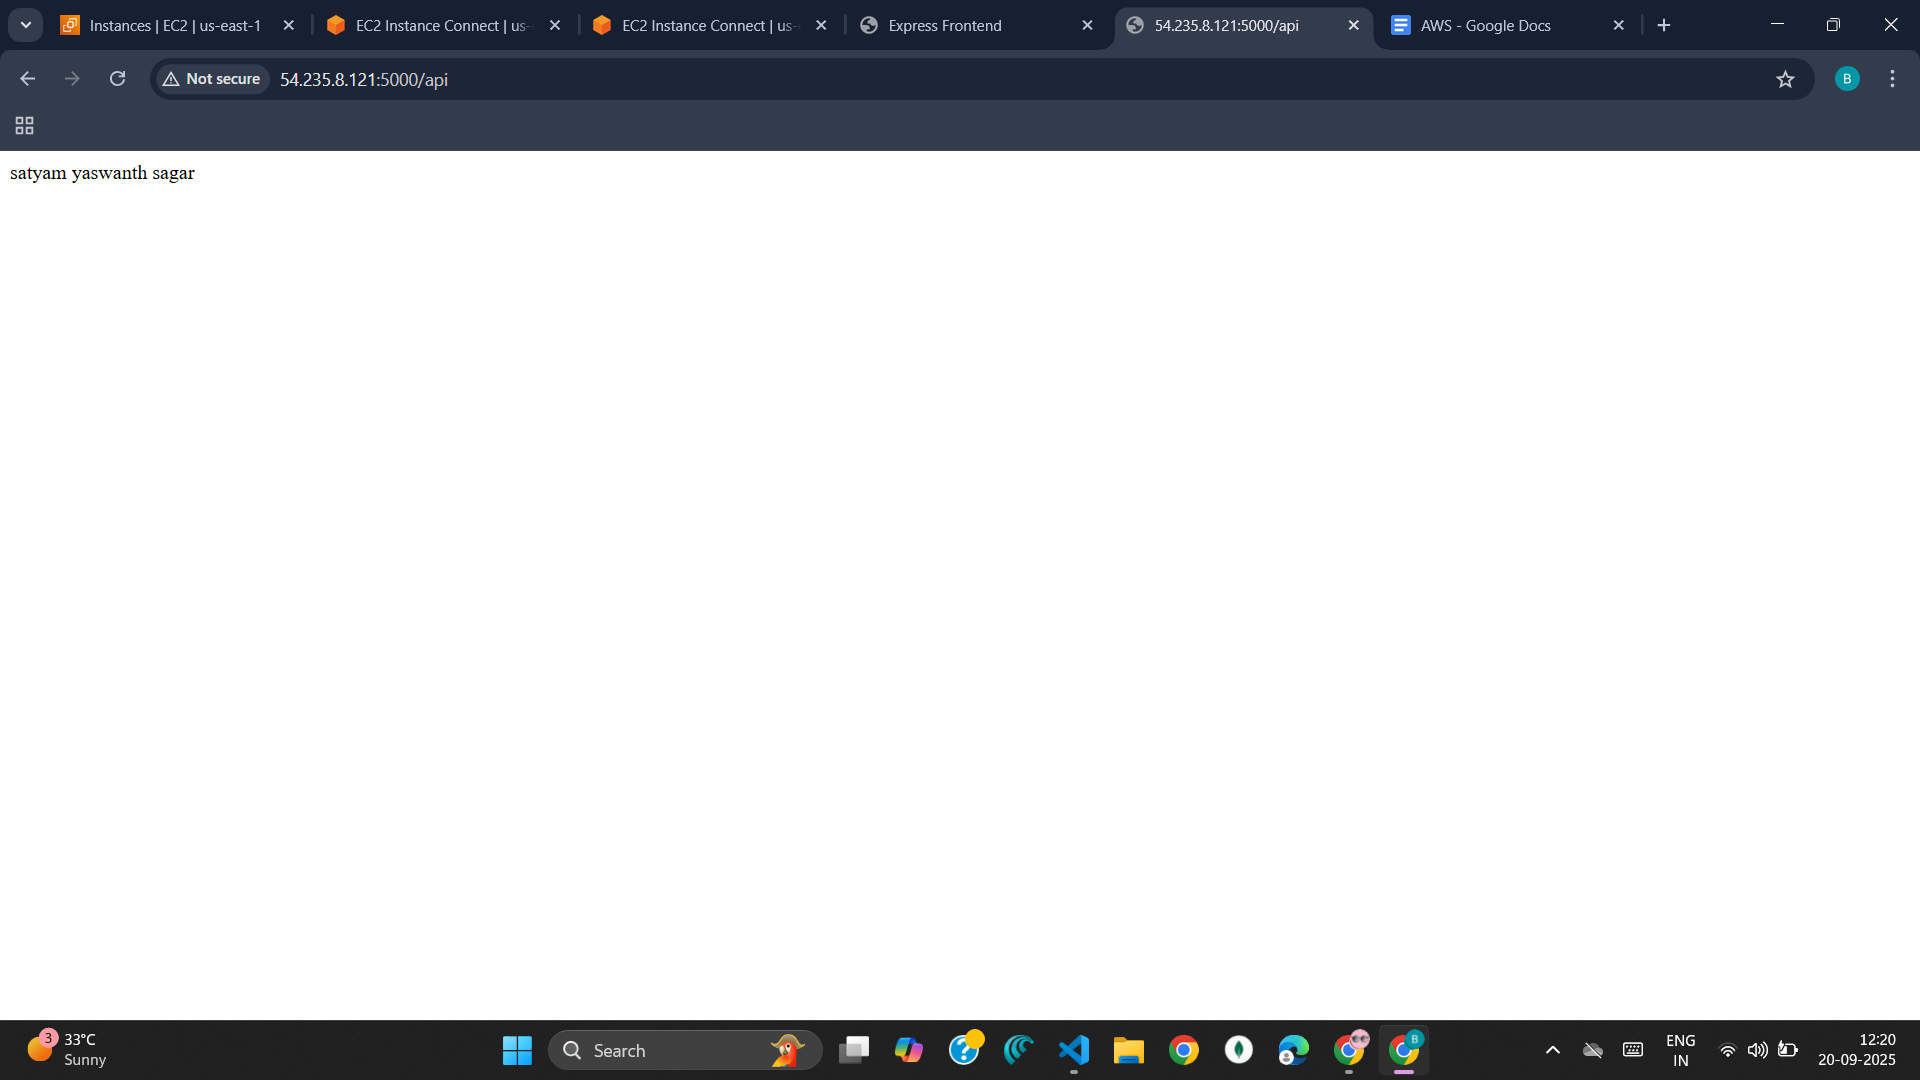 Instances | EC2 | us-east-1
EC2 Instance Connect | us-
EC2 Instance Connect | us-
Express Frontend
54.235.8.121:5000/api
AWS - Google Docs
Not secure
54.235.8.121:5000/api
B
satyam yaswanth sagar
3
33°C
Sunny
Search
B
ENG
IN
12:20
20-09-2025